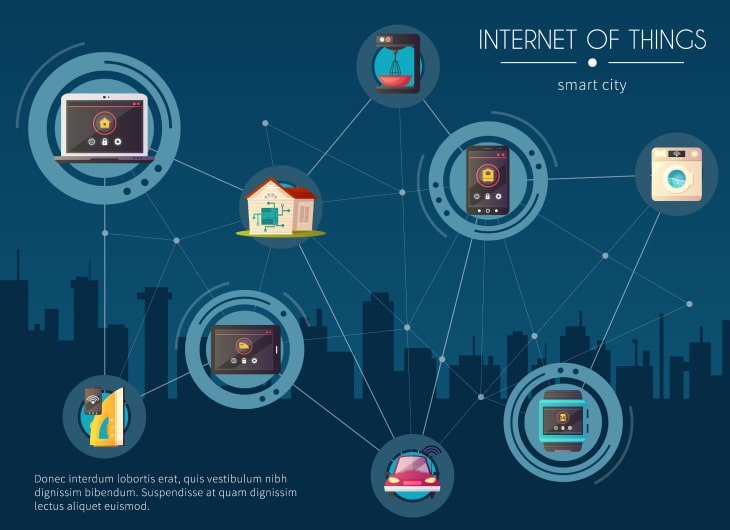 INTERNET OF THINGS
smart city
Donec interdum lobortis erat, quis vestibulum nibh
dignissim bibendum. Suspendisse at quam dignissim
lectus aliquet euismod.